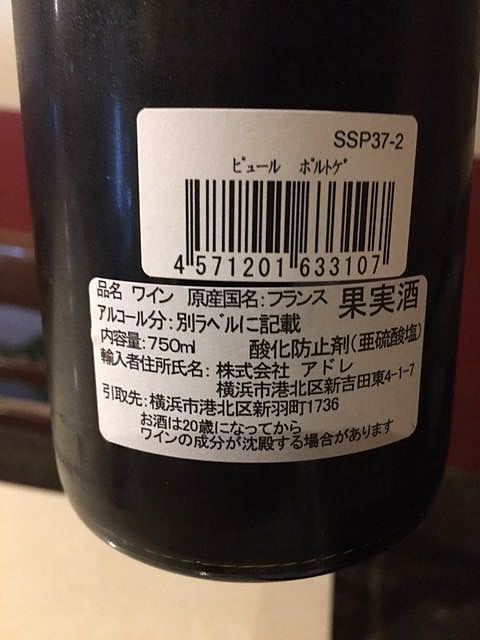 SSP37-2
ピュール ボルトゲ
4 571201 633107
品名 ワイン 原産国名:フランス 果実酒
アルコール分:別ラベルに記載
内容量:750ml 酸化防止剤(亜硫酸塩)
輸入者住所氏名: 株式会社 アドレ
横浜市港北区新吉田東4-1-7
引取先:横浜市港北区新羽町1736
お酒は20歳になってから
ワインの成分が沈殿する場合があります